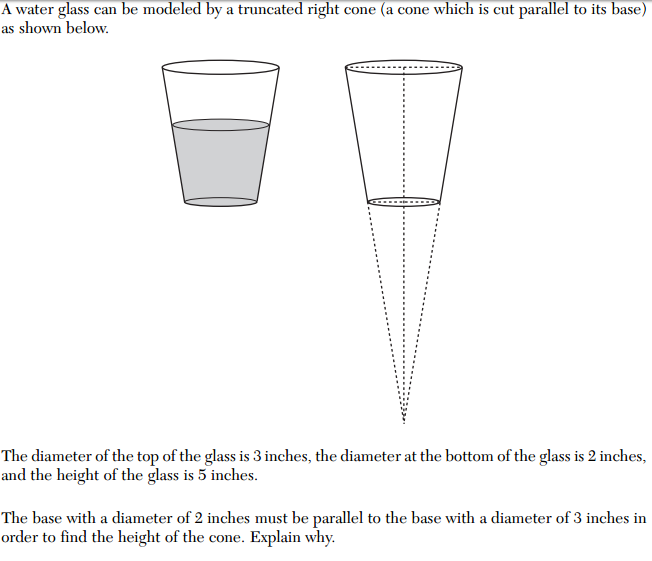 A water glass can be modeled by a truncated right cone (a cone which is cut parallel to its base)
as shown below.
The diameter of the top of the glass is 3 inches, the diameter at the bottom of the glass is 2 inches,
and the height of the glass is 5 inches.
The base with a diameter of 2 inches must be parallel to the base with a diameter of 3 inches in
order to find the height of the cone. Explain why.